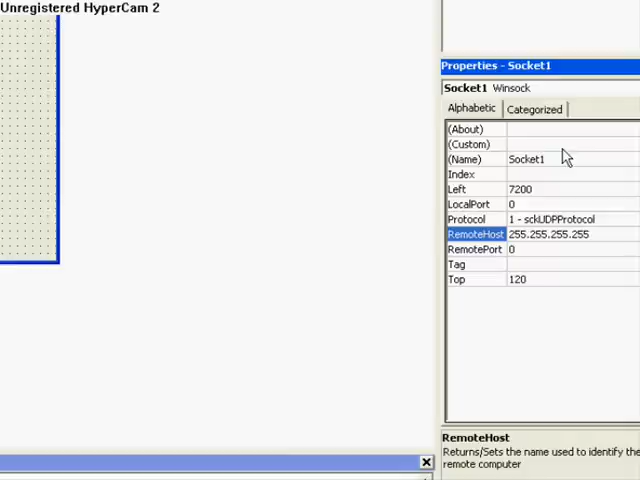 Unregistered HyperCam 2
Properties - Socket1
Socket1 Winsock
Alphabetic Categorized
(About)
(Custom)
(Name) Socket1
Index
Left 7200
LocalPort 0
Protocol 1 - sckUDPProtocol
RemoteHost 255.255.255.255
RemotePort 0
Tag
Top 120
RemoteHost
Returns/Sets the name used to identify the
remote computer